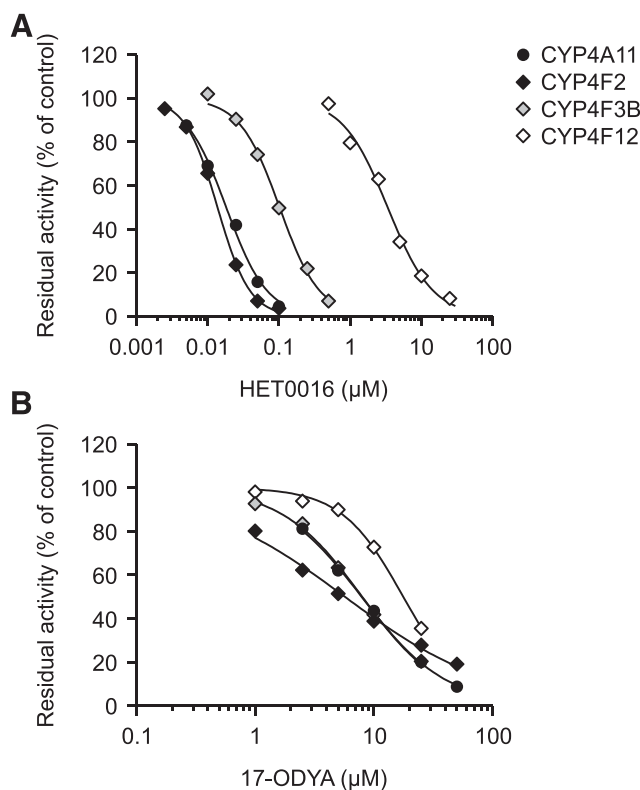 A
Residual activity (% of control)
120
100
80
60
40
20
0
0.001 0.01 0.1 1 10 100
HET0016 (µM)
CYP4A11
CYP4F2
CYP4F3B
CYP4F12
B
Residual activity (% of control)
120
100
80
60
40
20
0
0.1 1 10 100
17-ODYA (µM)